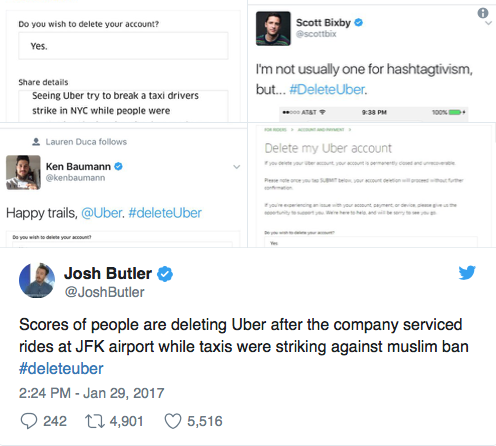 Do you wish to delete your account?
Yes.
Share details
Seeing Uber try to break a taxi drivers
strike in NYC while people were
Scott Bixby
@scottbix
I'm not usually one for hashtagtivism,
but... #DeleteUber.
AT&T 9:38 PM 100%
FOR RIDERS > ACCOUNT AND PAYMENT >
Delete my Uber account
If you delete your Uber account, your account is permanently closed and unrecoverable.
Please note once you tap SUBMIT below, your account deletion will proceed without further
confirmation.
If you're experiencing an issue with your account, payment, or device, please give us the
opportunity to support you. We're here to help, and will be sorry to see you go.
Do you wish to delete your account?
Yes
Lauren Duca follows
Ken Baumann
@kenbaumann
Happy trails, @Uber. #deleteUber
Do you wish to delete your account?
Josh Butler
@JoshButler
Scores of people are deleting Uber after the company serviced
rides at JFK airport while taxis were striking against muslim ban
#deleteuber
2:24 PM - Jan 29, 2017
242 4,901 5,516